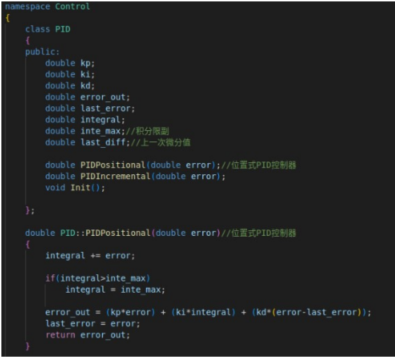 namespace Control
{
class PID
{
public:
double kp;
double ki;
double kd;
double error_out;
double last_error;
double integral;
double inte_max;//积分限副
double last_diff;//上一次微分值
double PIDPositional(double error);//位置式PID控制器
double PIDIncremental(double error);
void Init();
};
double PID::PIDPositional(double error)//位置式PID控制器
{
integral += error;
if(integral>inte_max)
integral = inte_max;
error_out = (kp*error) + (ki*integral) + (kd*(error-last_error));
last_error = error;
return error_out;
}